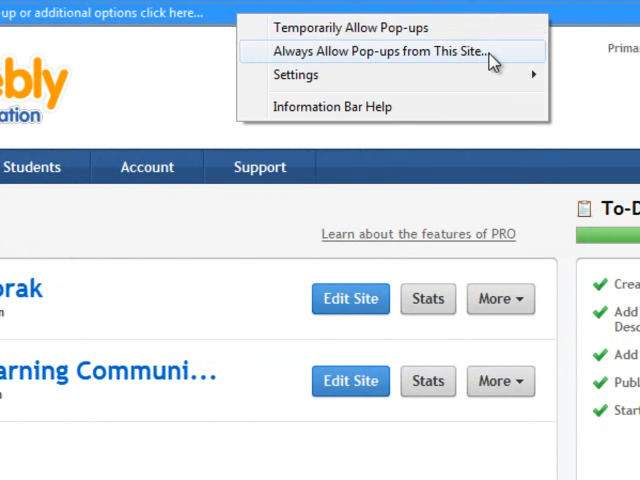 -up or additional options click here...
Temporarily Allow Pop-ups
Always Allow Pop-ups from This Site...
Settings
Information Bar Help
Prima
ebly
ation
Students
Account
Support
Learn about the features of PRO
To-D
orak
m
Edit Site
Stats
More
arning Communi...
Edit Site
Stats
More
Crea
Add
Desc
Add
Publ
Start